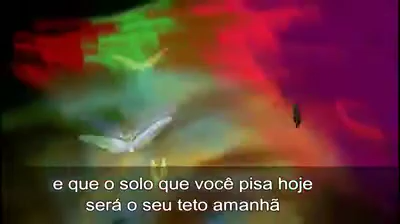 e que o solo que você pisa hoje
será o seu teto amanhã